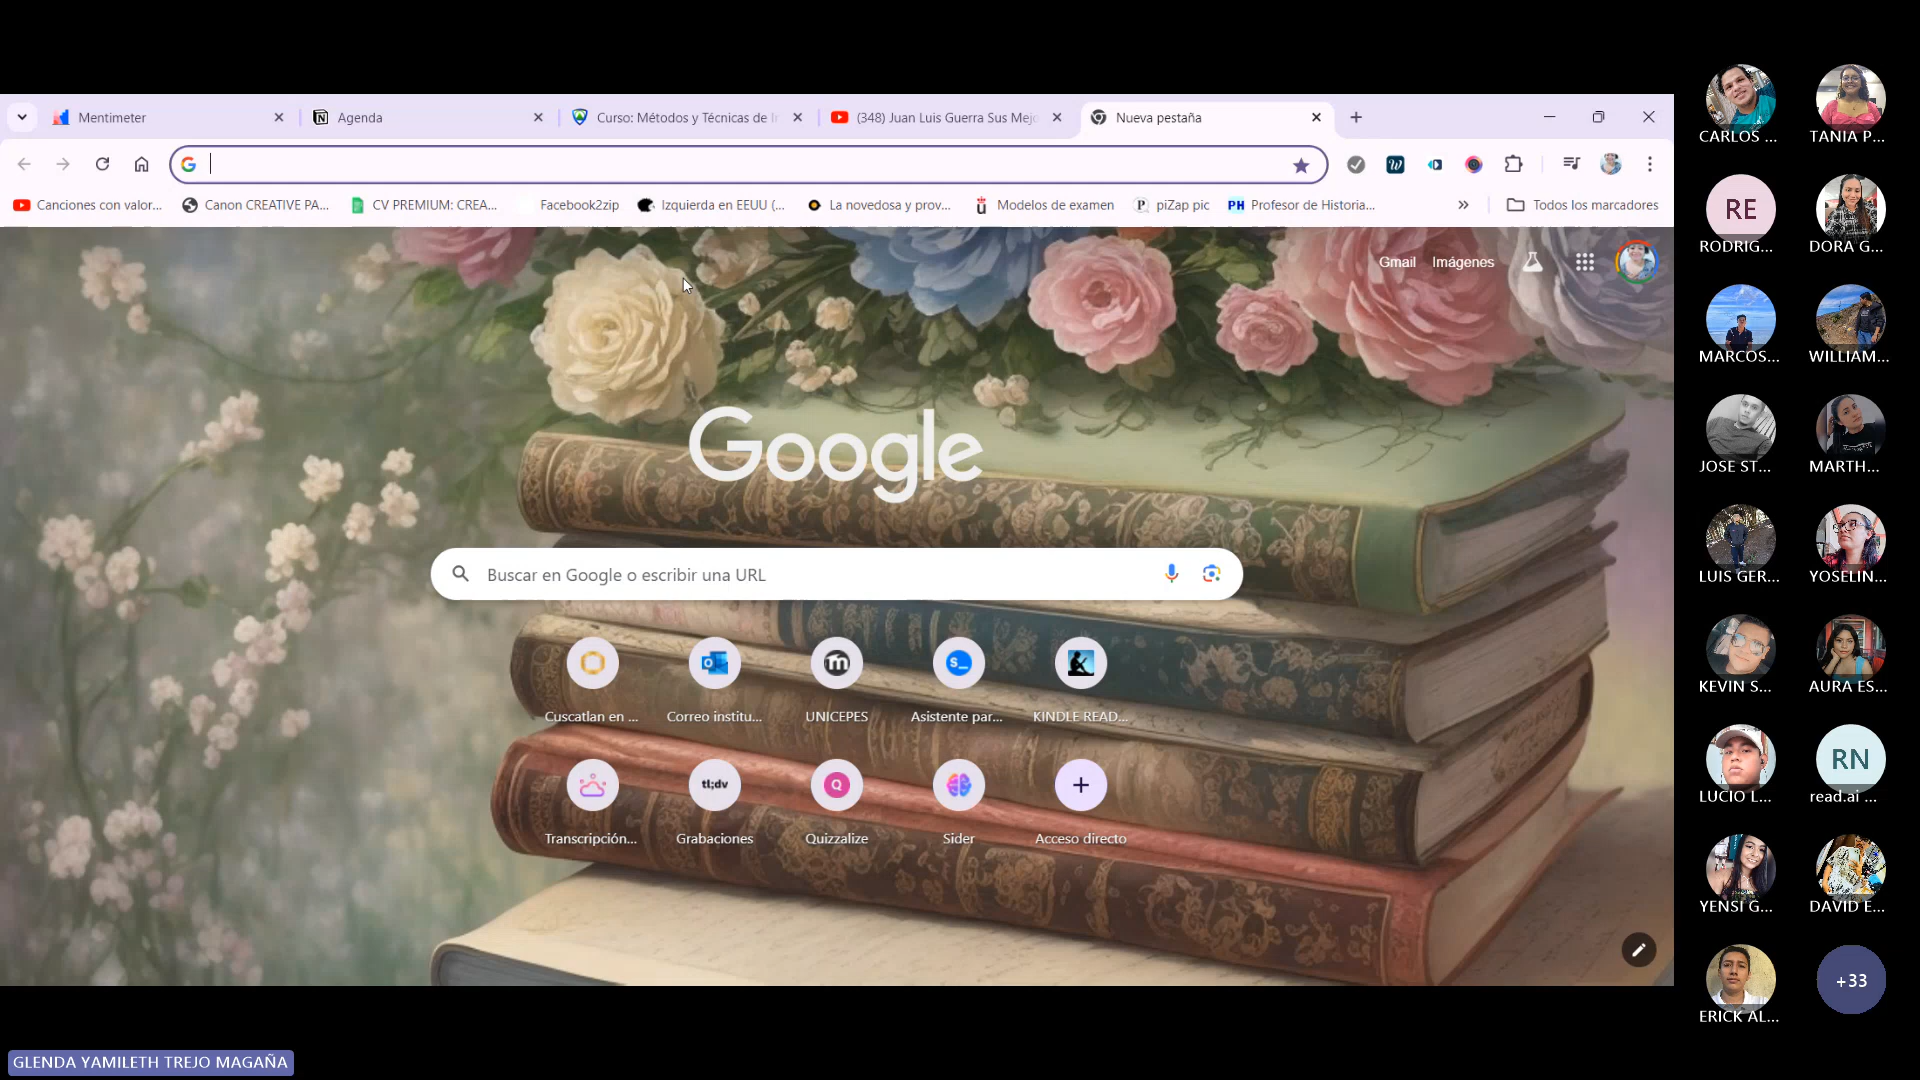 Mentimeter
Agenda
Curso: Métodos y Técnicas de I
(348) Juan Luis Guerra Sus Mejo
Nueva pestaña
Canciones con valor...
Canon CREATIVE PA...
CV PREMIUM: CREA...
Facebook2zip
Izquierda en EEUU (...
La novedosa y prov...
Modelos de examen
piZap pic
PH Profesor de Historia...
Todos los marcadores
Gmail
Imágenes
Google
Buscar en Google o escribir una URL
Cuscatlan en ...
Correo institu...
UNICEPES
Asistente par...
KINDLE READ...
tl;dv
Q
Transcripción...
Grabaciones
Quizzalize
Sider
Acceso directo
CARLOS ...
TANIA P...
RE
RODRIG...
DORA G...
MARCOS...
WILLIAM...
JOSE ST...
MARTH...
LUIS GER...
YOSELIN...
KEVIN S...
AURA ES...
RN
LUCIO L...
read.ai ...
YENSI G...
DAVID E...
ERICK AL...
+33
GLENDA YAMILETH TREJO MAGAÑA